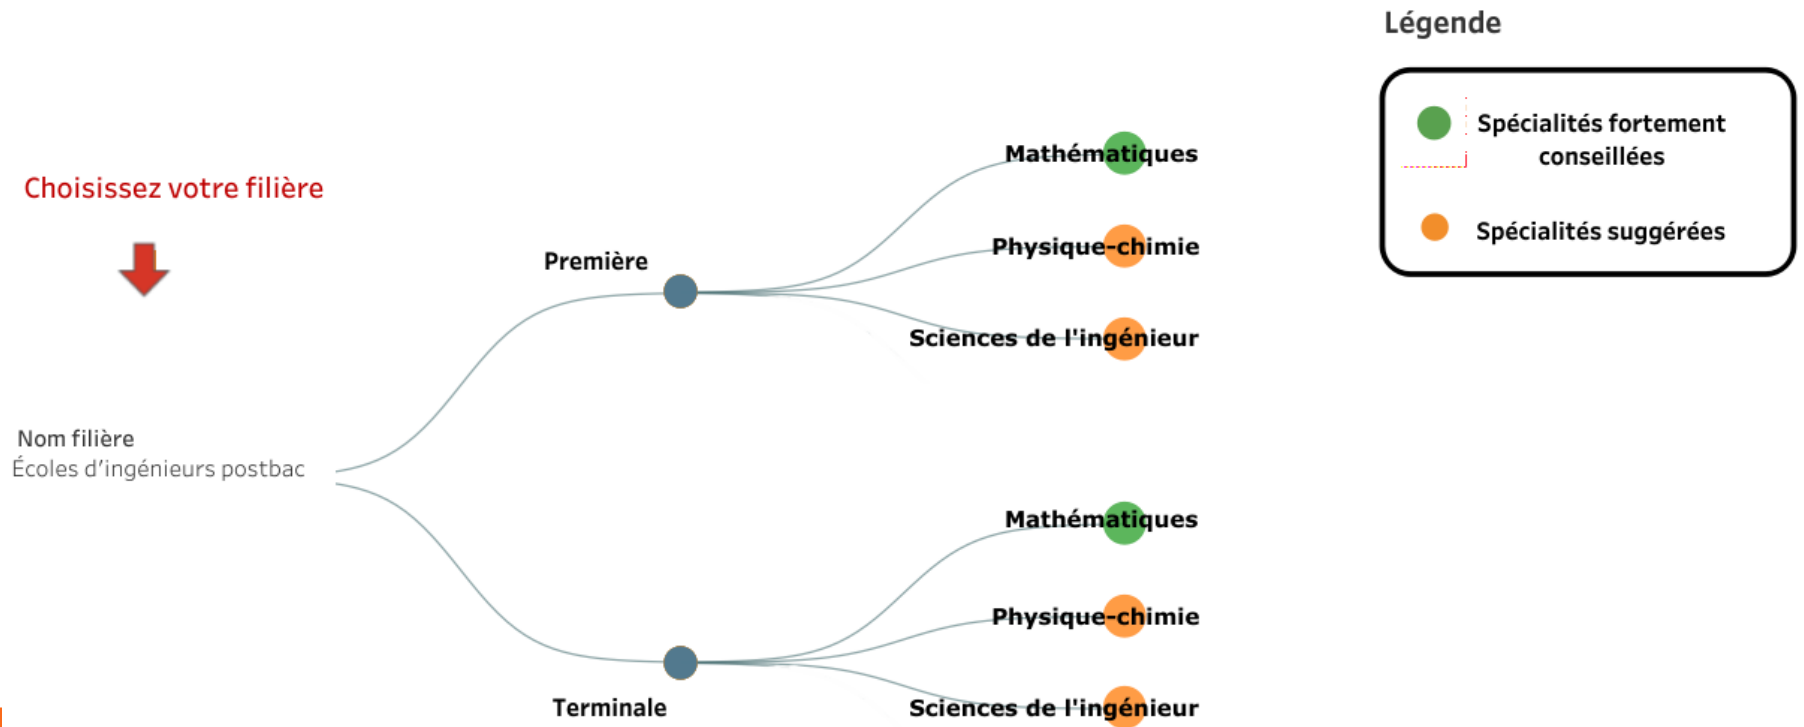 Légende
Spécialités fortement
conseillées
Spécialités suggérées
Choisissez votre filière
Nom filière
Écoles d'ingénieurs postbac
Première
Mathématiques
Physique-chimie
Sciences de l'ingénieur
Terminale
Mathématiques
Physique-chimie
Sciences de l'ingénieur